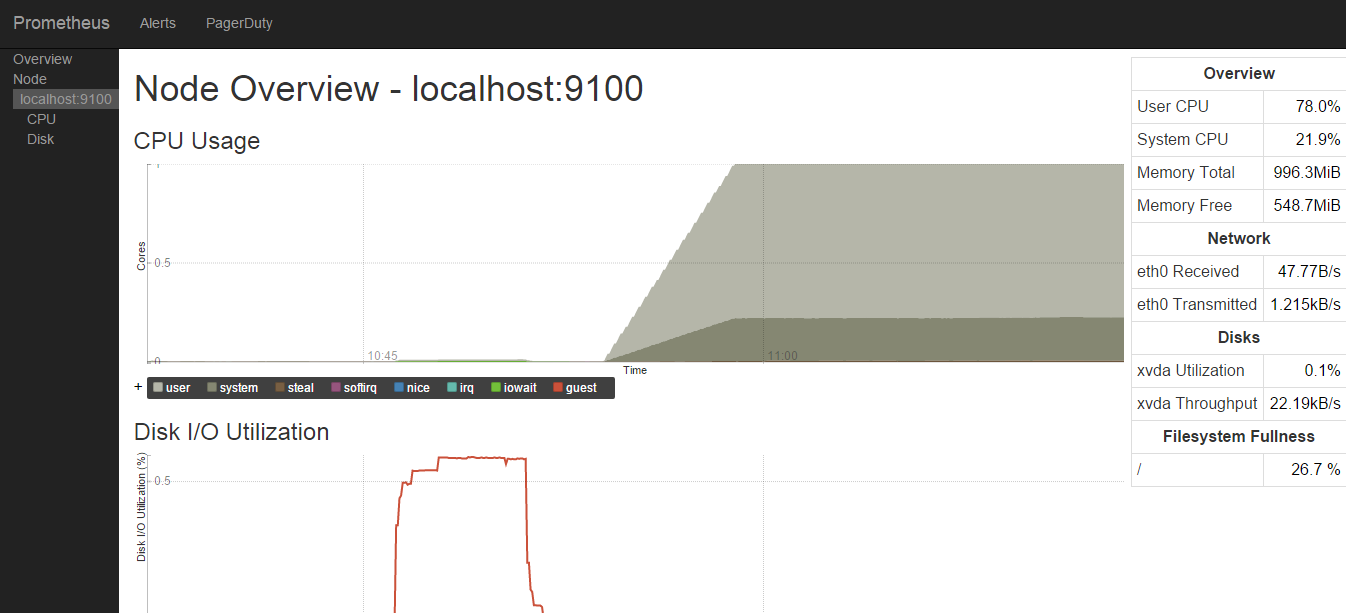 Prometheus Alerts PagerDuty
Overview
Node
localhost:9100
CPU
Disk
Node Overview - localhost:9100
CPU Usage
1
Cores
0.5
0
10:45
11:00
Time
+ user system steal softirq nice irq iowait guest
Disk I/O Utilization
Disk I/O Utilization (%)
0.5
Overview
User CPU 78.0%
System CPU 21.9%
Memory Total 996.3MiB
Memory Free 548.7MiB
Network
eth0 Received 47.77B/s
eth0 Transmitted 1.215kB/s
Disks
xvda Utilization 0.1%
xvda Throughput 22.19kB/s
Filesystem Fullness
/ 26.7 %